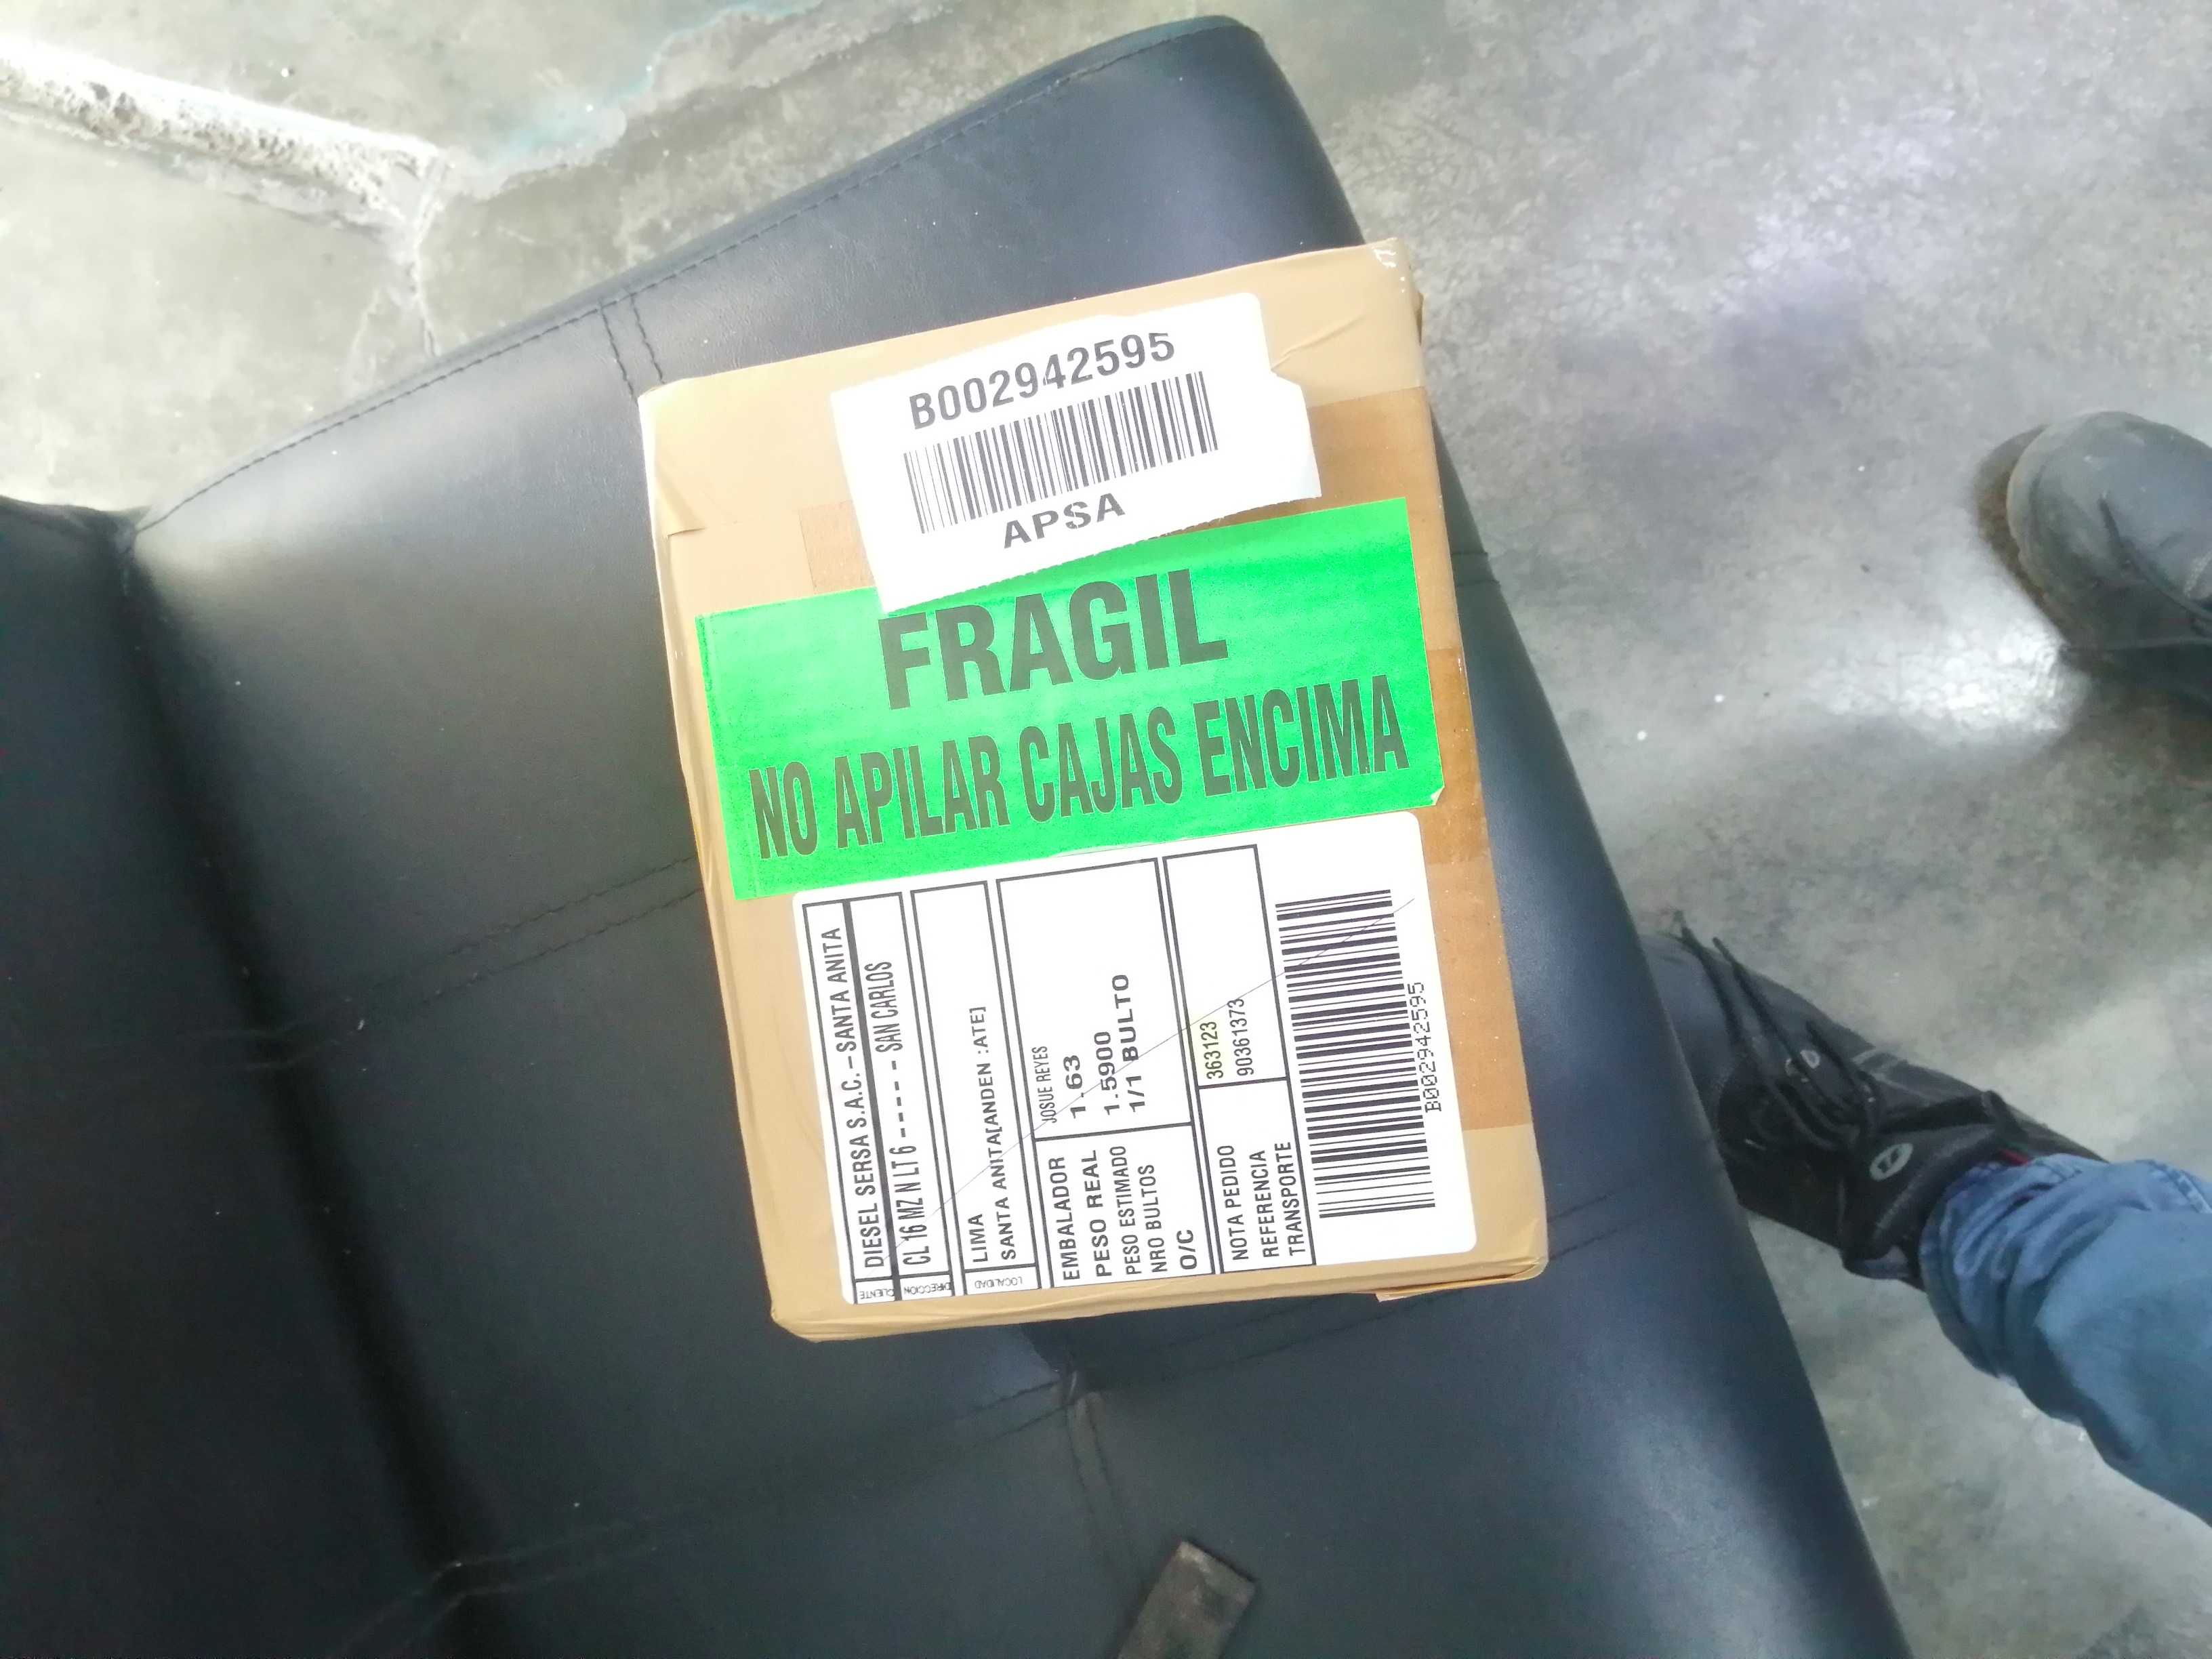 B002942595
APSA
FRAGIL
NO APILAR CAJAS ENCIMA
CLIENTE DIESEL SERSA S.A.C. - SANTA ANITA
DIRECCION CL 16 MZ N LT 6 - - - - - SAN CARLOS
LOCALIDAD
LIMA
SANTA ANITA[ANDEN :ATE]
EMBALADOR JOSUE REYES
PESO REAL 1.63
PESO ESTIMADO 1.5900
NRO BULTOS 1/1 BULTO
O/C
NOTA PEDIDO 363123
REFERENCIA 90361373
TRANSPORTE
B002942595